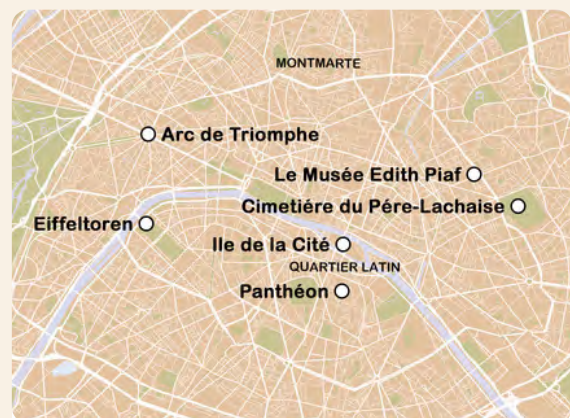 MONTMARTE
Arc de Triomphe
Le Musée Edith Piaf
Cimetiére du Pére-Lachaise
Eiffeltoren
Ile de la Cité
QUARTIER LATIN
Panthéon